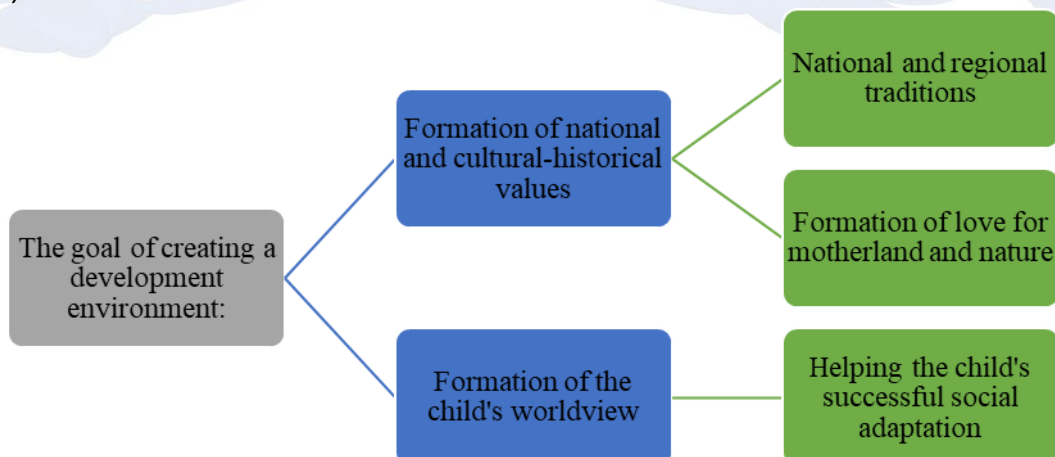 The goal of creating a
development
environment:
Formation of national
and cultural-historical
values
National and regional
traditions
Formation of love for
motherland and nature
Formation of the
child's worldview
Helping the child's
successful social
adaptation